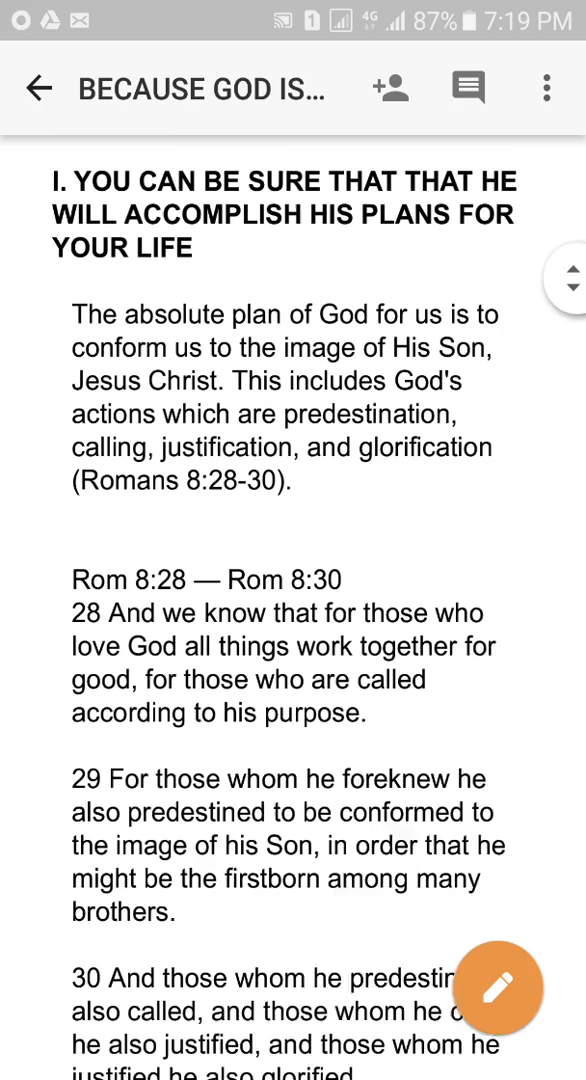 1 4G 87% 7:19 PM
BECAUSE GOD IS...
I. YOU CAN BE SURE THAT THAT HE
WILL ACCOMPLISH HIS PLANS FOR
YOUR LIFE
The absolute plan of God for us is to
conform us to the image of His Son,
Jesus Christ. This includes God's
actions which are predestination,
calling, justification, and glorification
(Romans 8:28-30).
Rom 8:28 — Rom 8:30
28 And we know that for those who
love God all things work together for
good, for those who are called
according to his purpose.
29 For those whom he foreknew he
also predestined to be conformed to
the image of his Son, in order that he
might be the firstborn among many
brothers.
30 And those whom he
also called, and those whom he
he also justified, and those whom he
justified he also glorified